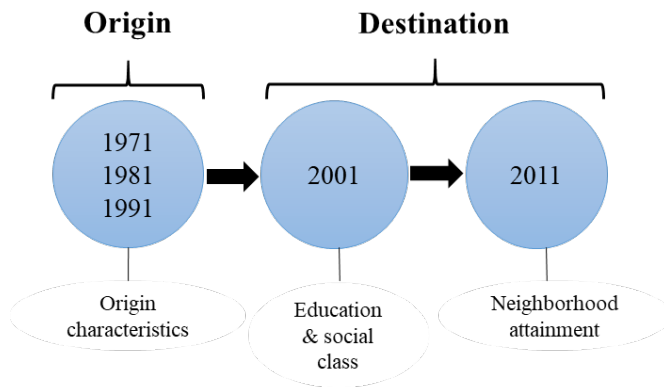 Origin
Destination
1971
1981
1991
2001
2011
Origin
characteristics
Education
& social
class
Neighborhood
attainment